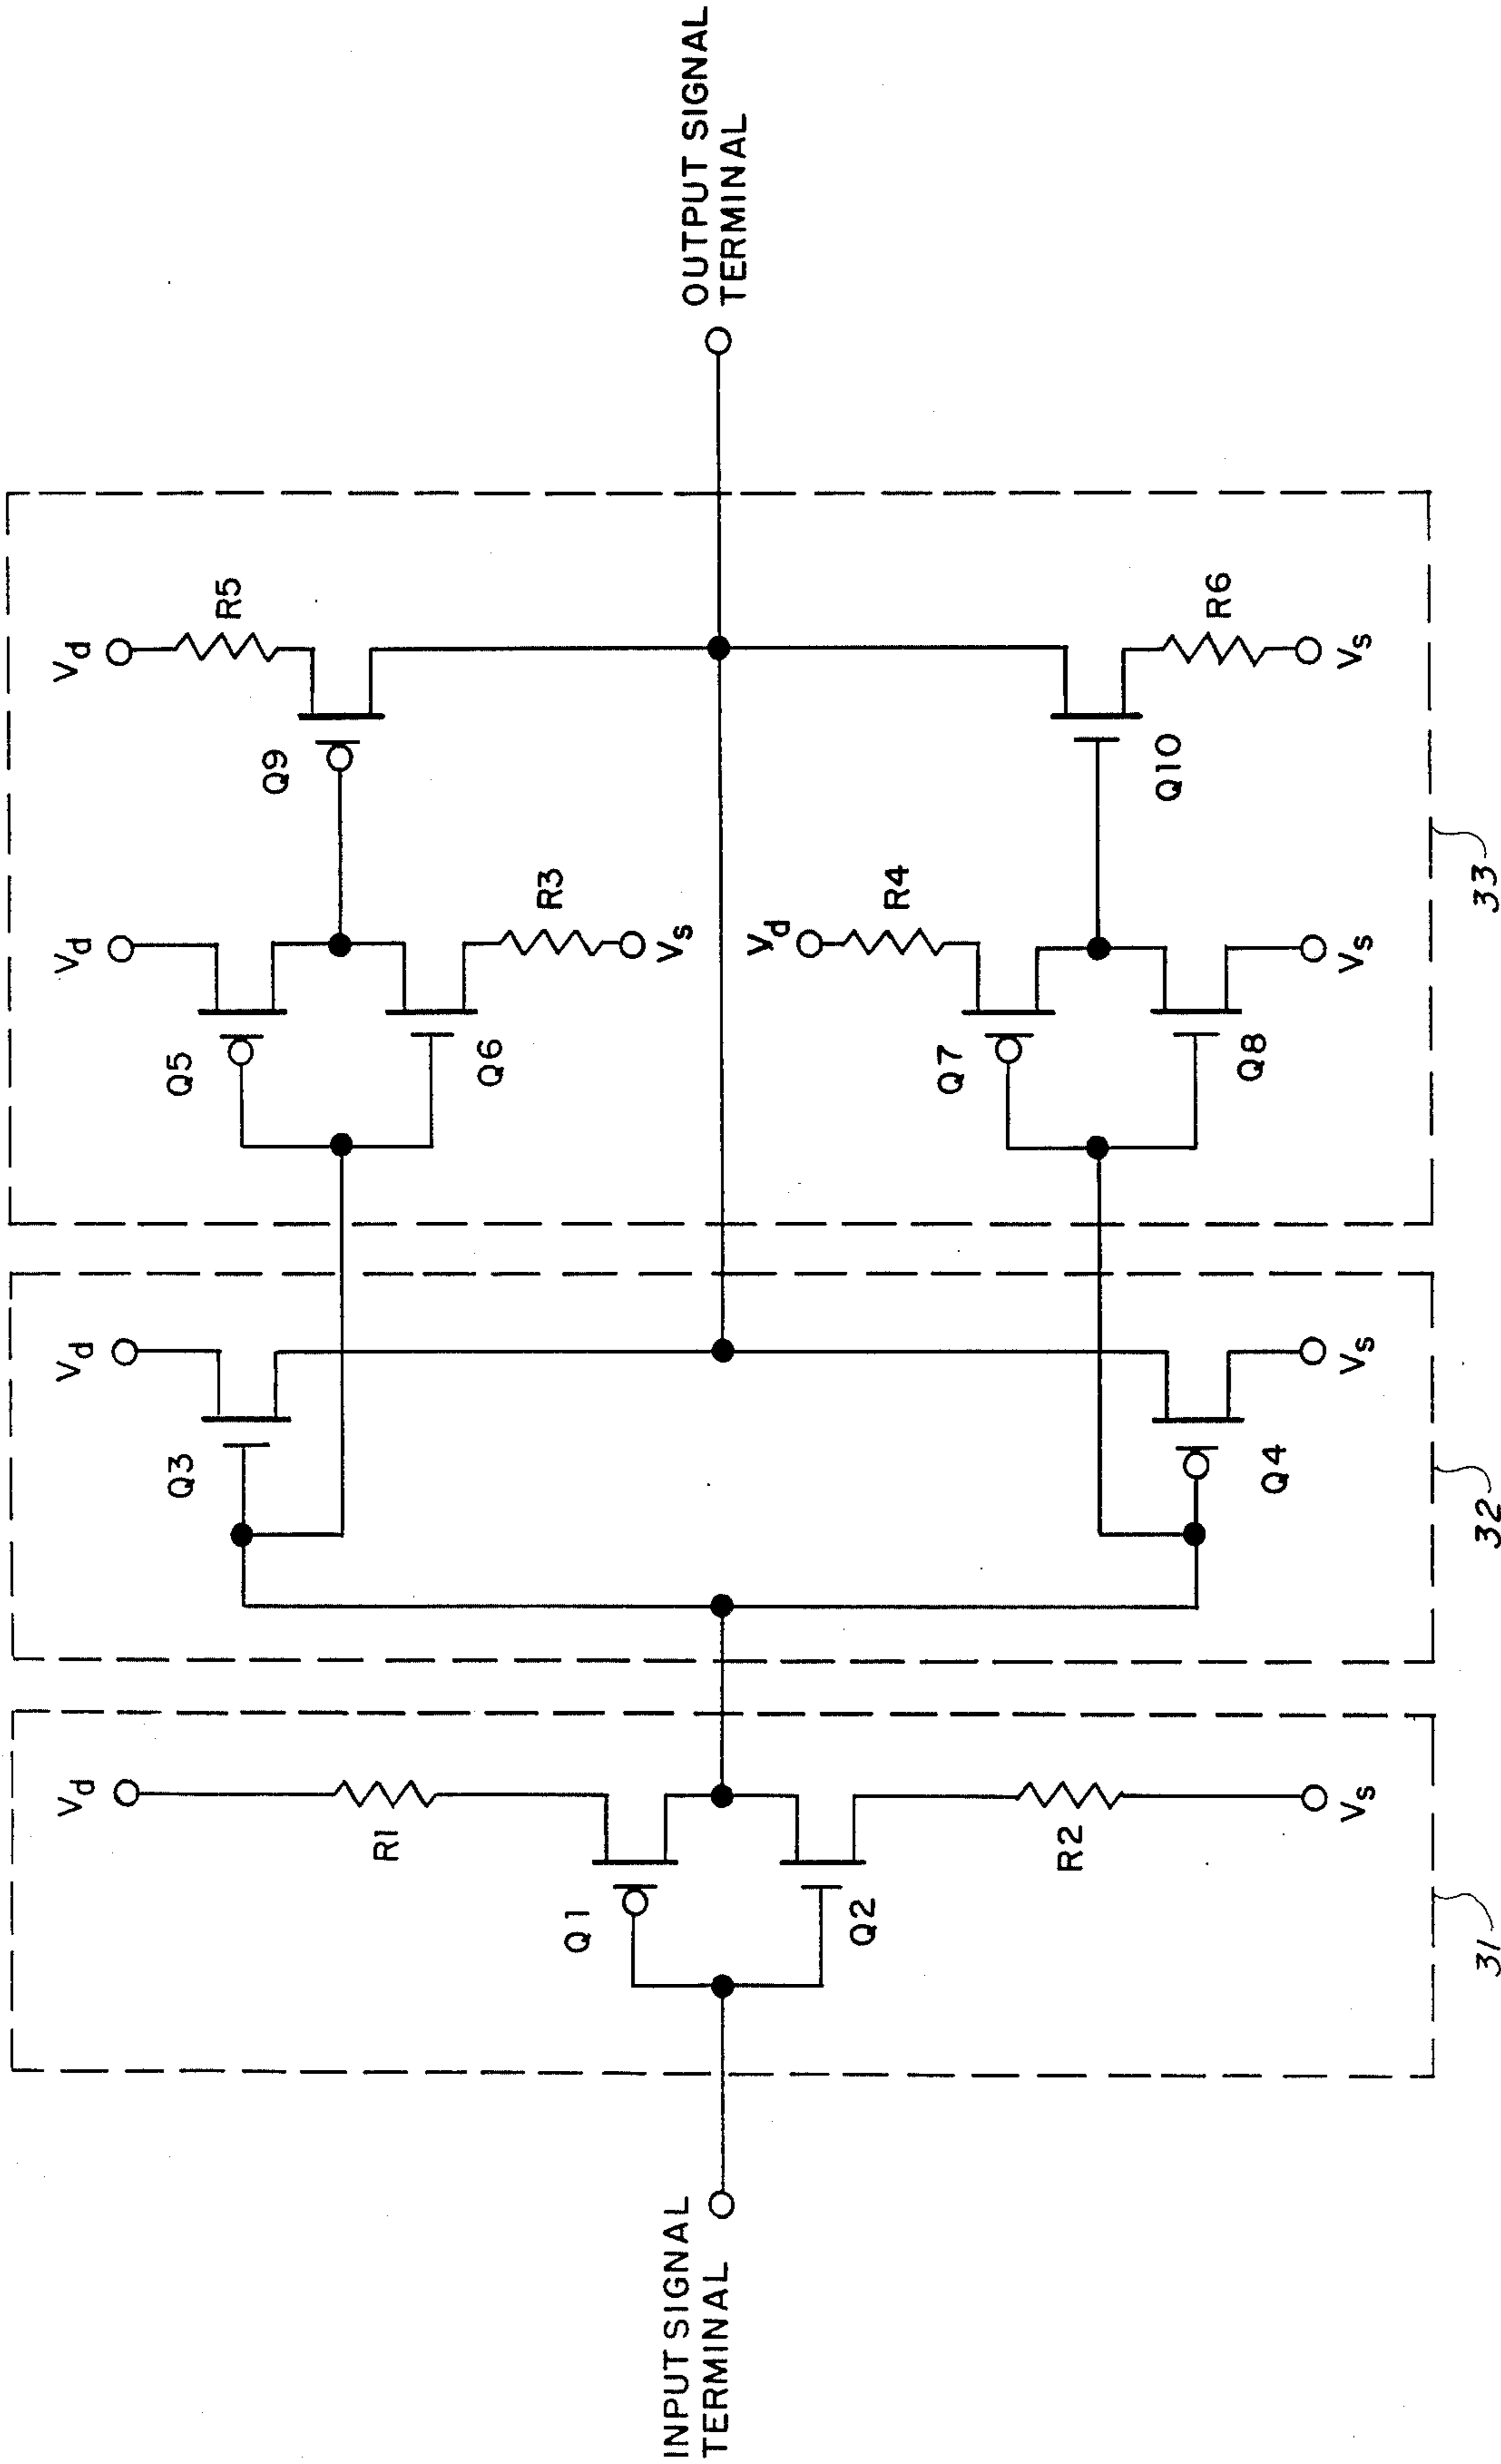 INPUT SIGNAL
TERMINAL
Vd
R1
Q1
Q2
R2
Vs
31
Vd
Q3
Q4
Vs
32
Vd
Q5
Q6
R3
Vs
Vd
R4
Q7
Q8
Vs
Vd
R5
Q9
Q10
R6
Vs
33
OUTPUT SIGNAL
TERMINAL